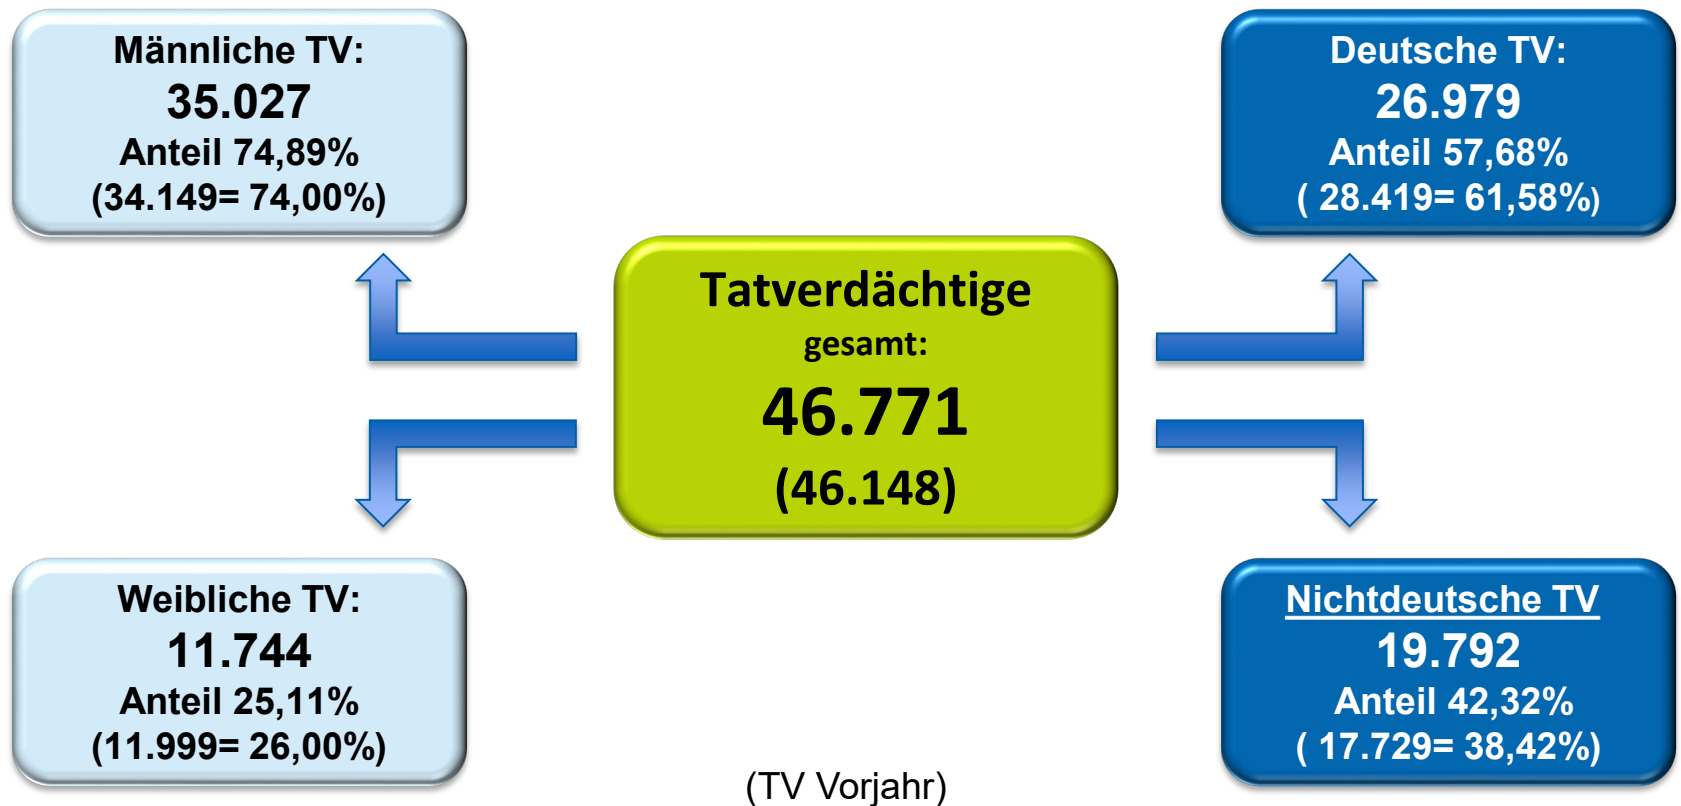 Männliche TV:
35.027
Anteil 74,89%
(34.149= 74,00%)
Deutsche TV:
26.979
Anteil 57,68%
( 28.419= 61,58%)
Tatverdächtige
gesamt:
46.771
(46.148)
Weibliche TV:
11.744
Anteil 25,11%
(11.999= 26,00%)
Nichtdeutsche TV
19.792
Anteil 42,32%
( 17.729= 38,42%)
(TV Vorjahr)